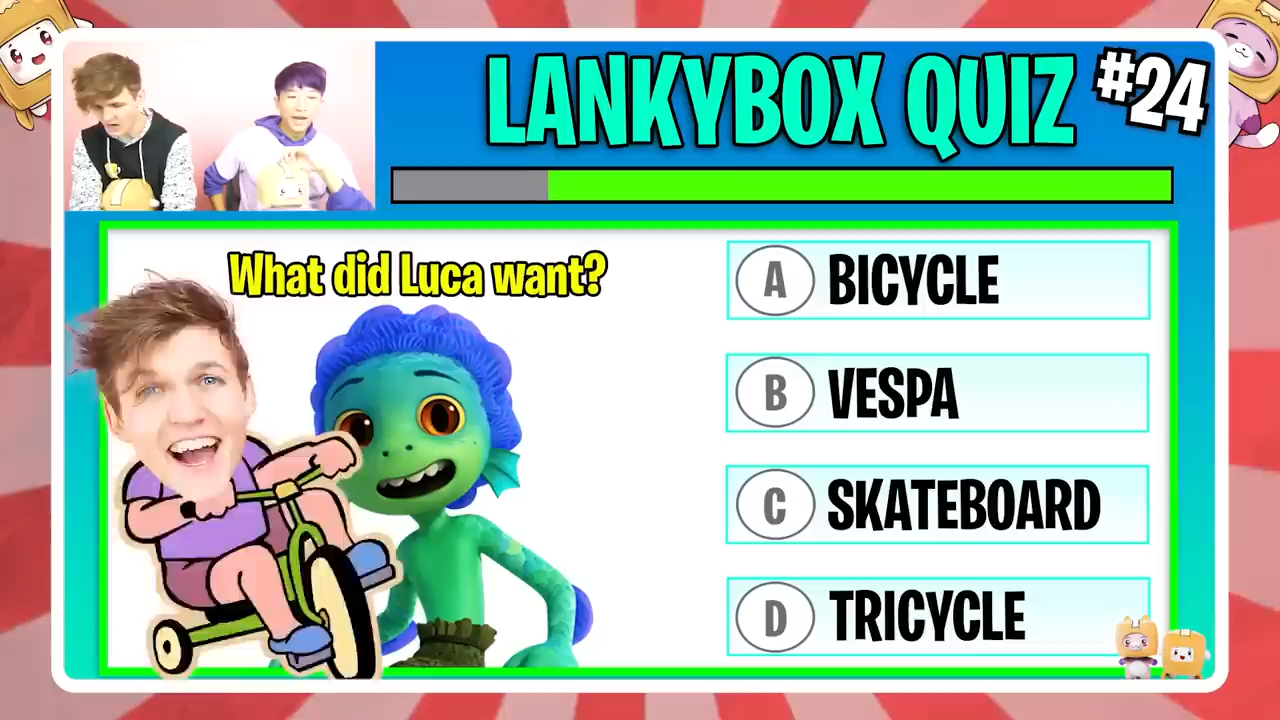 LANKYBOX QUIZ #24
What did Luca want?
A BICYCLE
B VESPA
C SKATEBOARD
D TRICYCLE